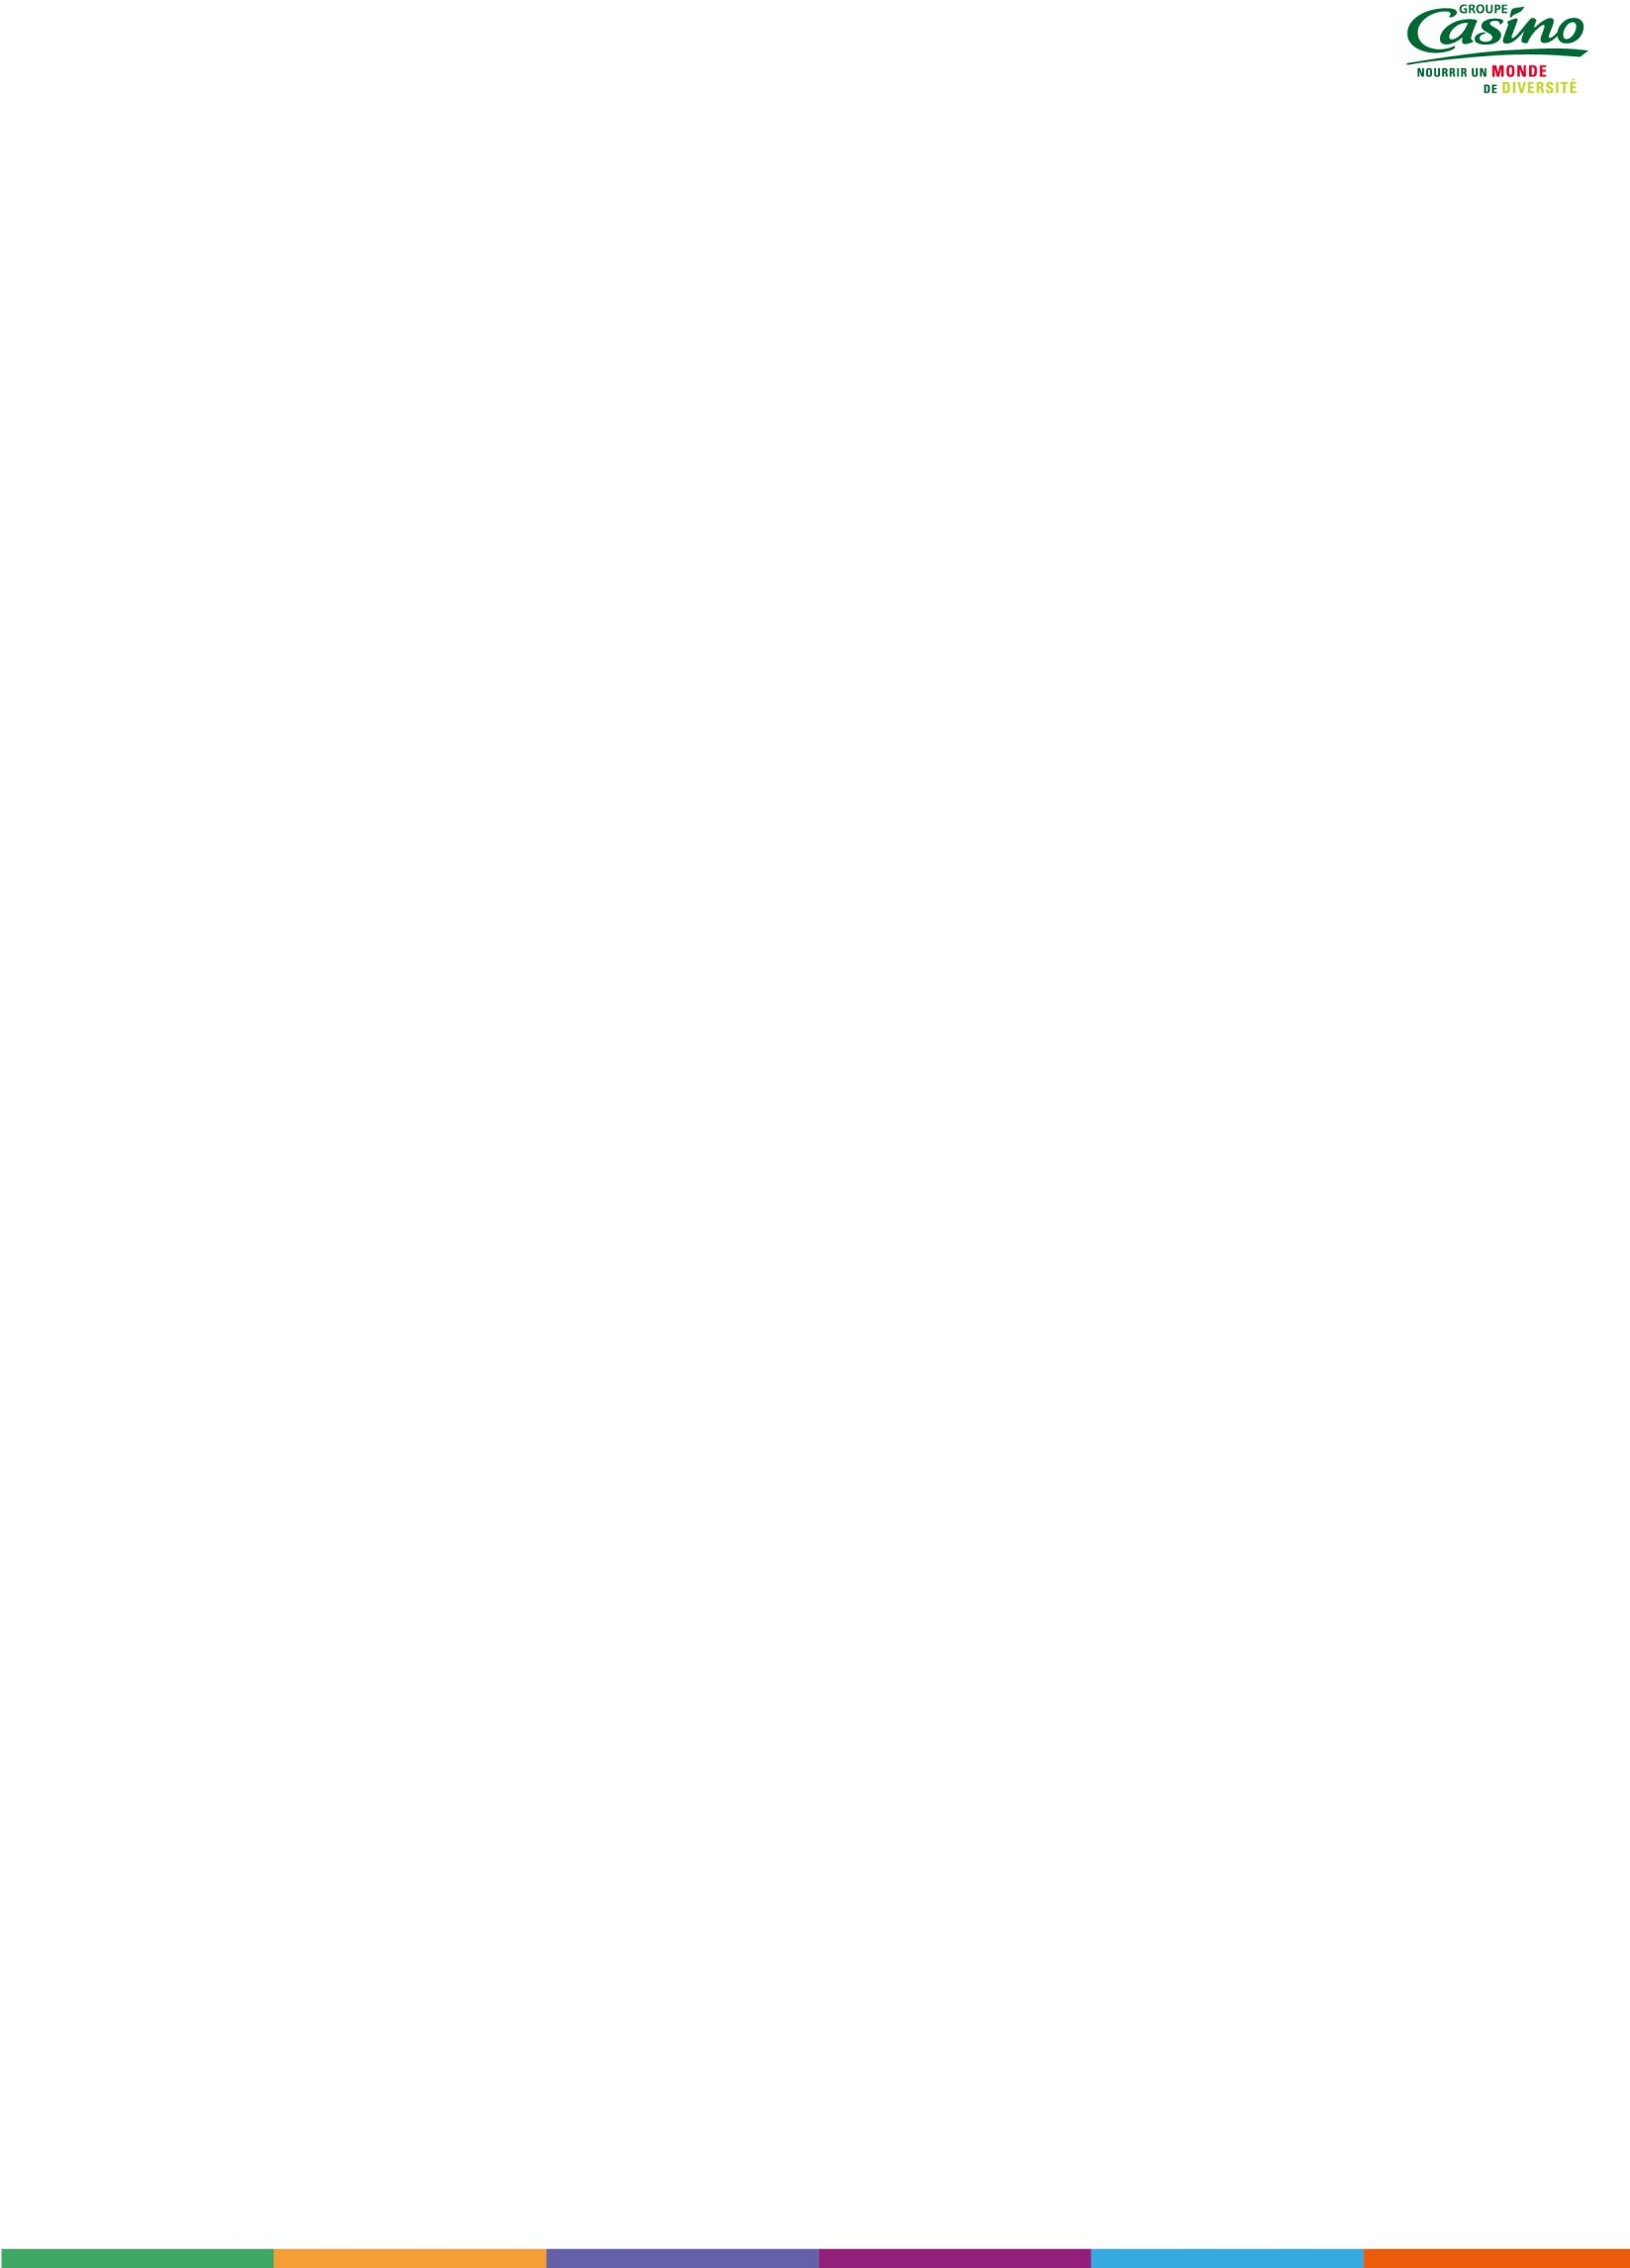 GROUPE
Casino
NOURRIR UN MONDE
DE DIVERSITÉ